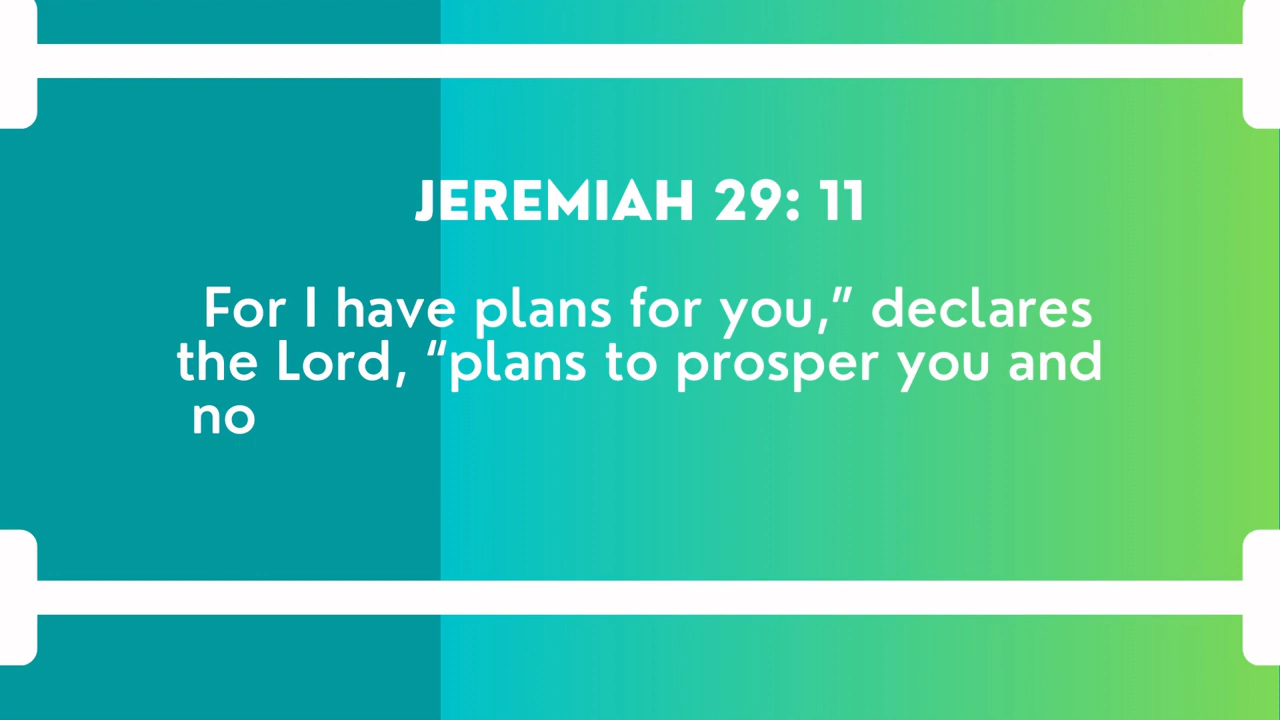 JEREMIAH 29: 11
For I have plans for you,” declares
the Lord, “plans to prosper you and
no